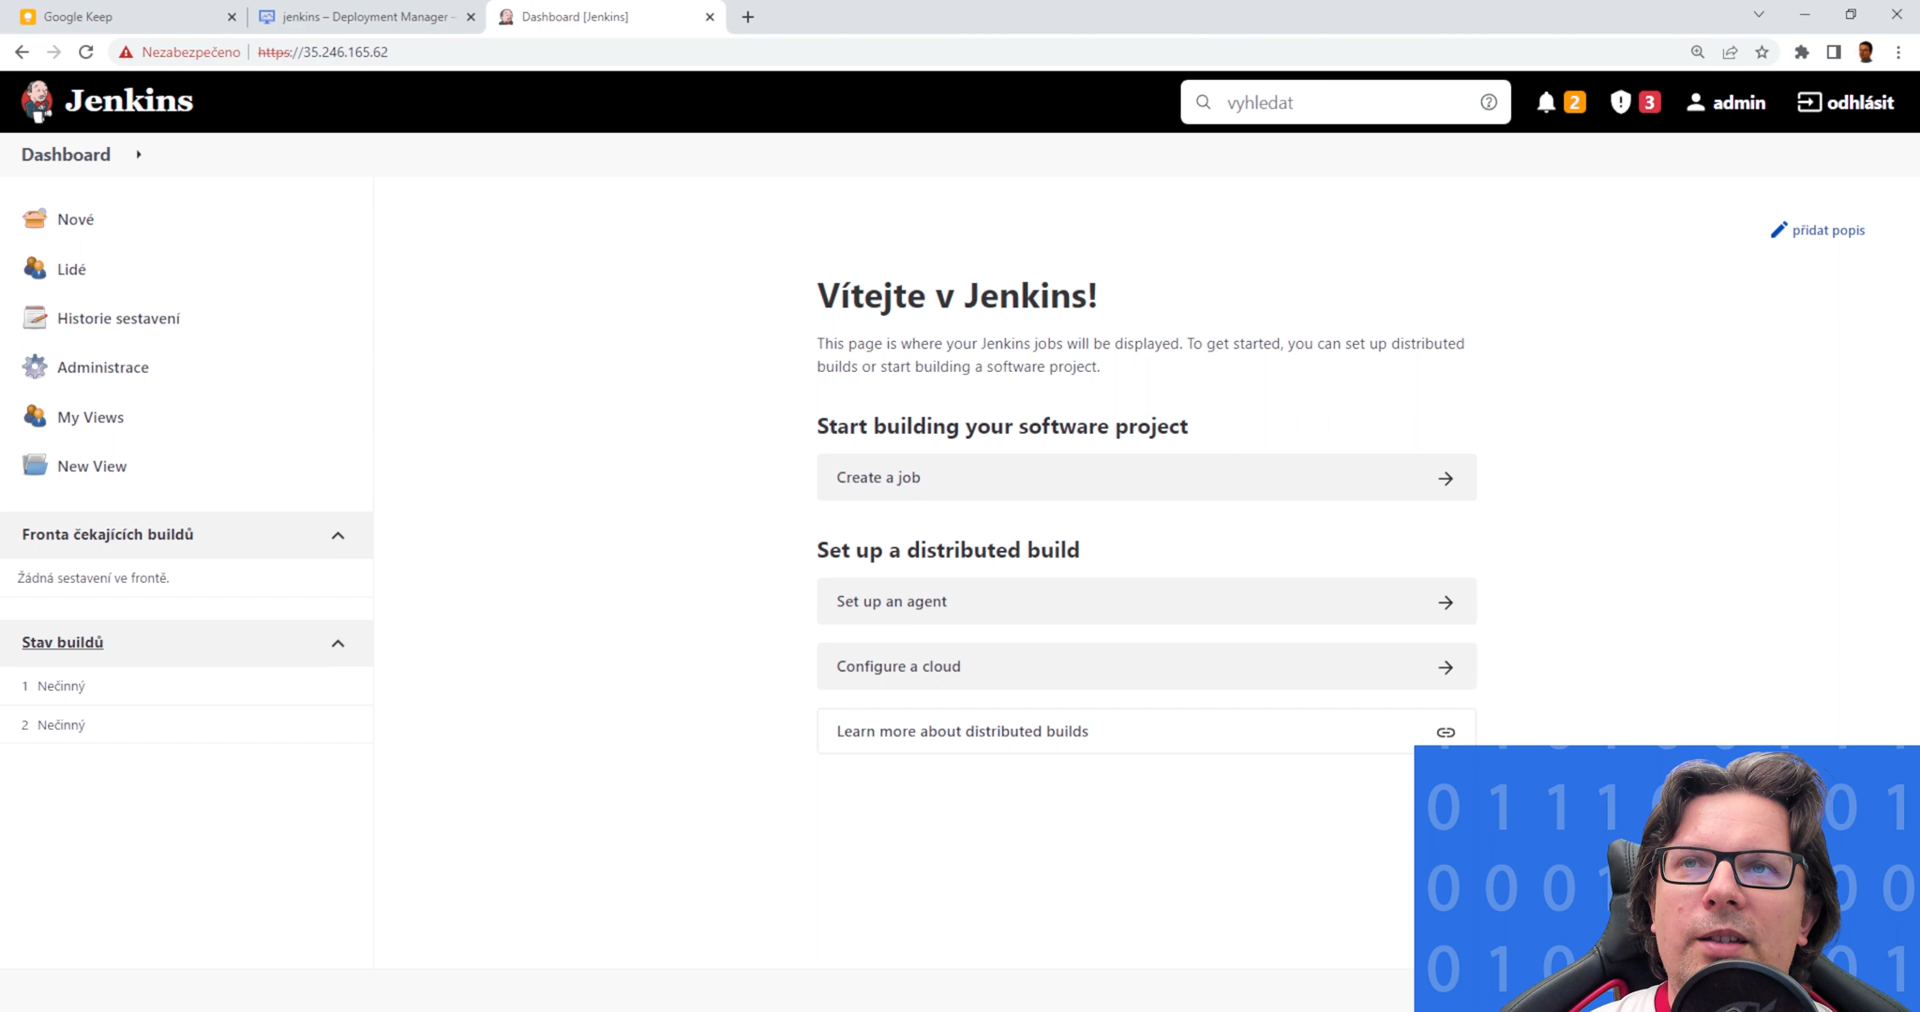 Google Keep
jenkins – Deployment Manager –
Dashboard [Jenkins]
Nezabezpečeno
https://35.246.165.62
Jenkins
vyhledat
2
3
admin
odhlásit
Dashboard
Nové
Lidé
Historie sestavení
Administrace
My Views
New View
Fronta čekajících buildů
Žádná sestavení ve frontě.
Stav buildů
1 Nečinný
2 Nečinný
přidat popis
Vítejte v Jenkins!
This page is where your Jenkins jobs will be displayed. To get started, you can set up distributed
builds or start building a software project.
Start building your software project
Create a job
Set up a distributed build
Set up an agent
Configure a cloud
Learn more about distributed builds